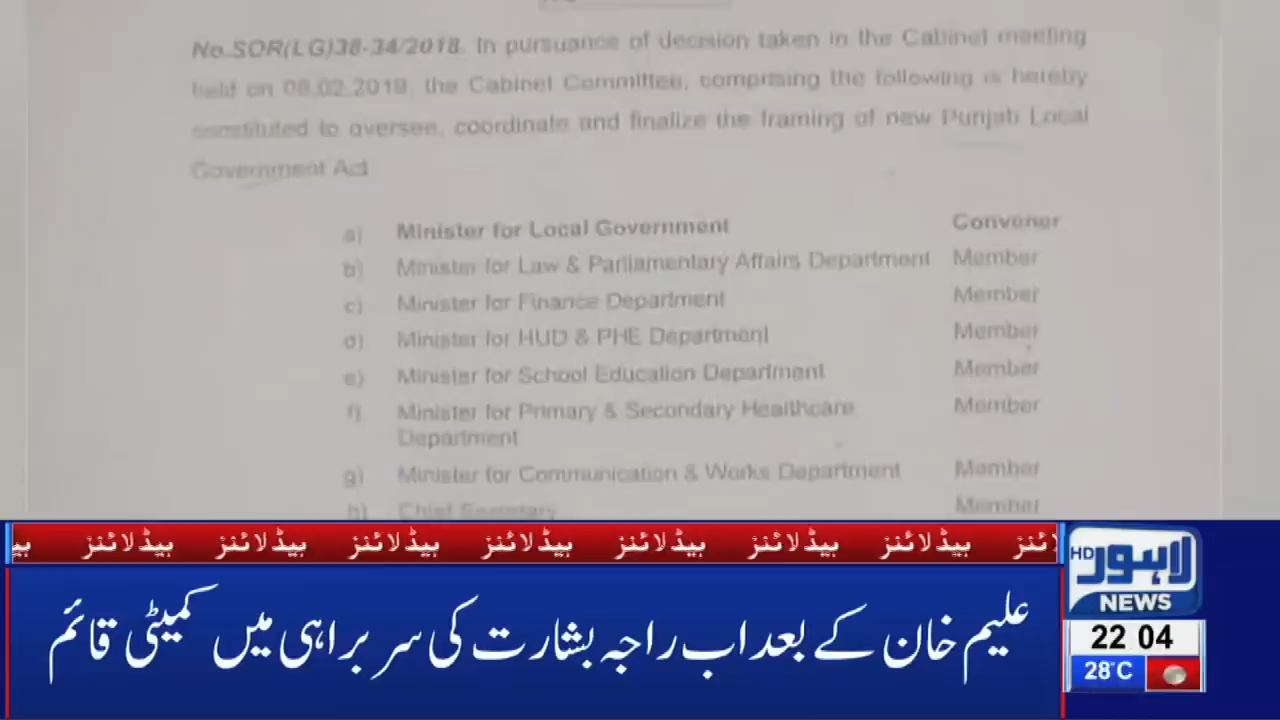 No.SOR(LG)38-34/2018. In pursuance of decision taken in the Cabinet meeting
held on 08.02.2019, the Cabinet Committee, comprising the following is hereby
constituted to oversee, coordinate and finalize the framing of new Punjab Local
Government Act
a) Minister for Local Government Convener
b) Minister for Law & Parliamentary Affairs Department Member
c) Minister for Finance Department Member
d) Minister for HUD & PHE Department Member
e) Minister for School Education Department Member
f) Minister for Primary & Secondary Healthcare Member
Department
g) Minister for Communication & Works Department Member
h) Chief Secretary Member
ہیڈلائنز ہیڈلائنز ہیڈلائنز ہیڈلائنز ہیڈلائنز ہیڈلائنز ہیڈلائنز
علیم خان کے بعد اب راجہ بشارت کی سربراہی میں کمیٹی قائم
لاہور HD
NEWS
22 04
28°C